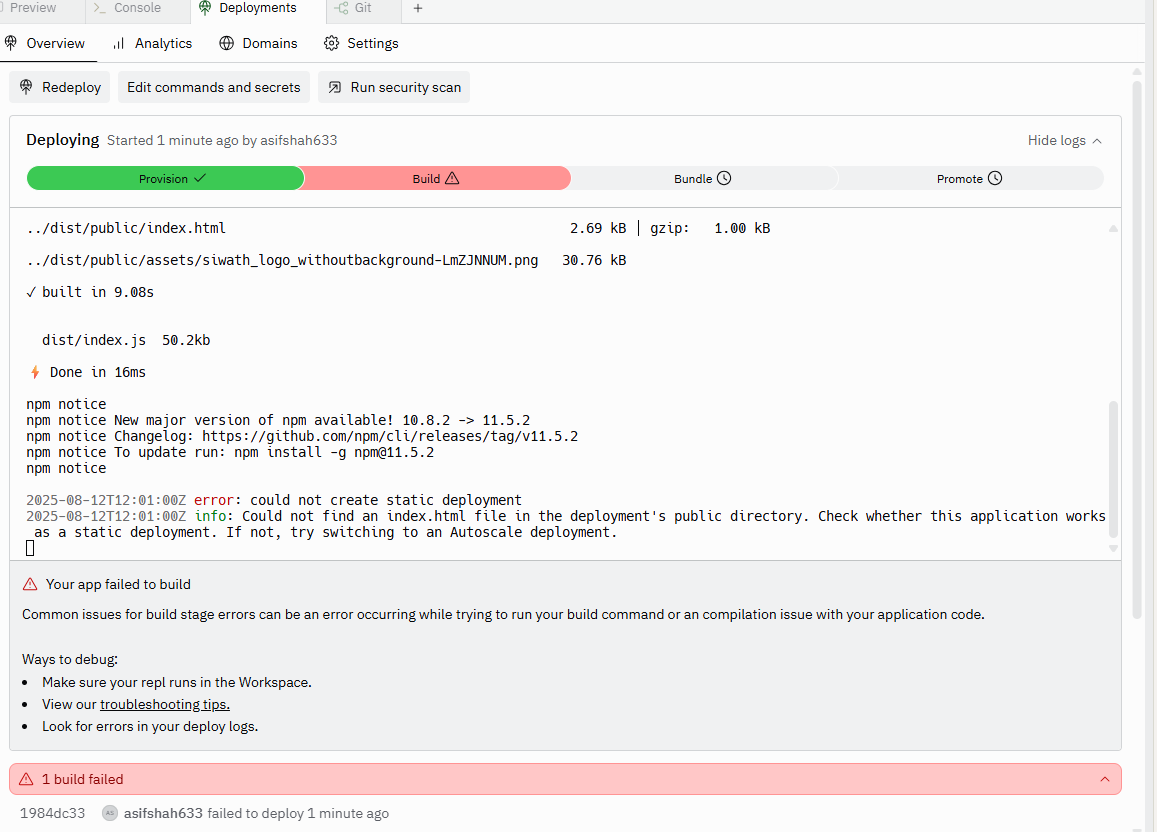 Preview Console Deployments Git +
Overview Analytics Domains Settings
Redeploy Edit commands and secrets Run security scan
Deploying Started 1 minute ago by asifshah633 Hide logs
Provision Build Bundle Promote
../dist/public/index.html 2.69 kB │ gzip: 1.00 kB
../dist/public/assets/siwath_logo_withoutbackground-LmZJNNUM.png 30.76 kB
✓ built in 9.08s
dist/index.js 50.2kb
⚡ Done in 16ms
npm notice
npm notice New major version of npm available! 10.8.2 -> 11.5.2
npm notice Changelog: https://github.com/npm/cli/releases/tag/v11.5.2
npm notice To update run: npm install -g npm@11.5.2
npm notice
2025-08-12T12:01:00Z error: could not create static deployment
2025-08-12T12:01:00Z info: Could not find an index.html file in the deployment's public directory. Check whether this application works
as a static deployment. If not, try switching to an Autoscale deployment.
Your app failed to build
Common issues for build stage errors can be an error occurring while trying to run your build command or an compilation issue with your application code.
Ways to debug:
• Make sure your repl runs in the Workspace.
• View our troubleshooting tips.
• Look for errors in your deploy logs.
1 build failed
1984dc33 AS asifshah633 failed to deploy 1 minute ago